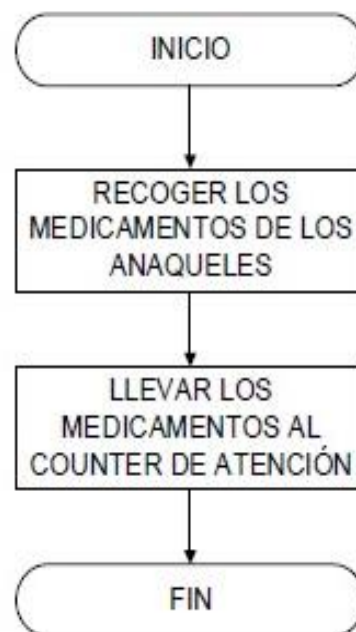 INICIO
RECOGER LOS
MEDICAMENTOS DE LOS
ANAQUELES
LLEVAR LOS
MEDICAMENTOS AL
COUNTER DE ATENCIÓN
FIN